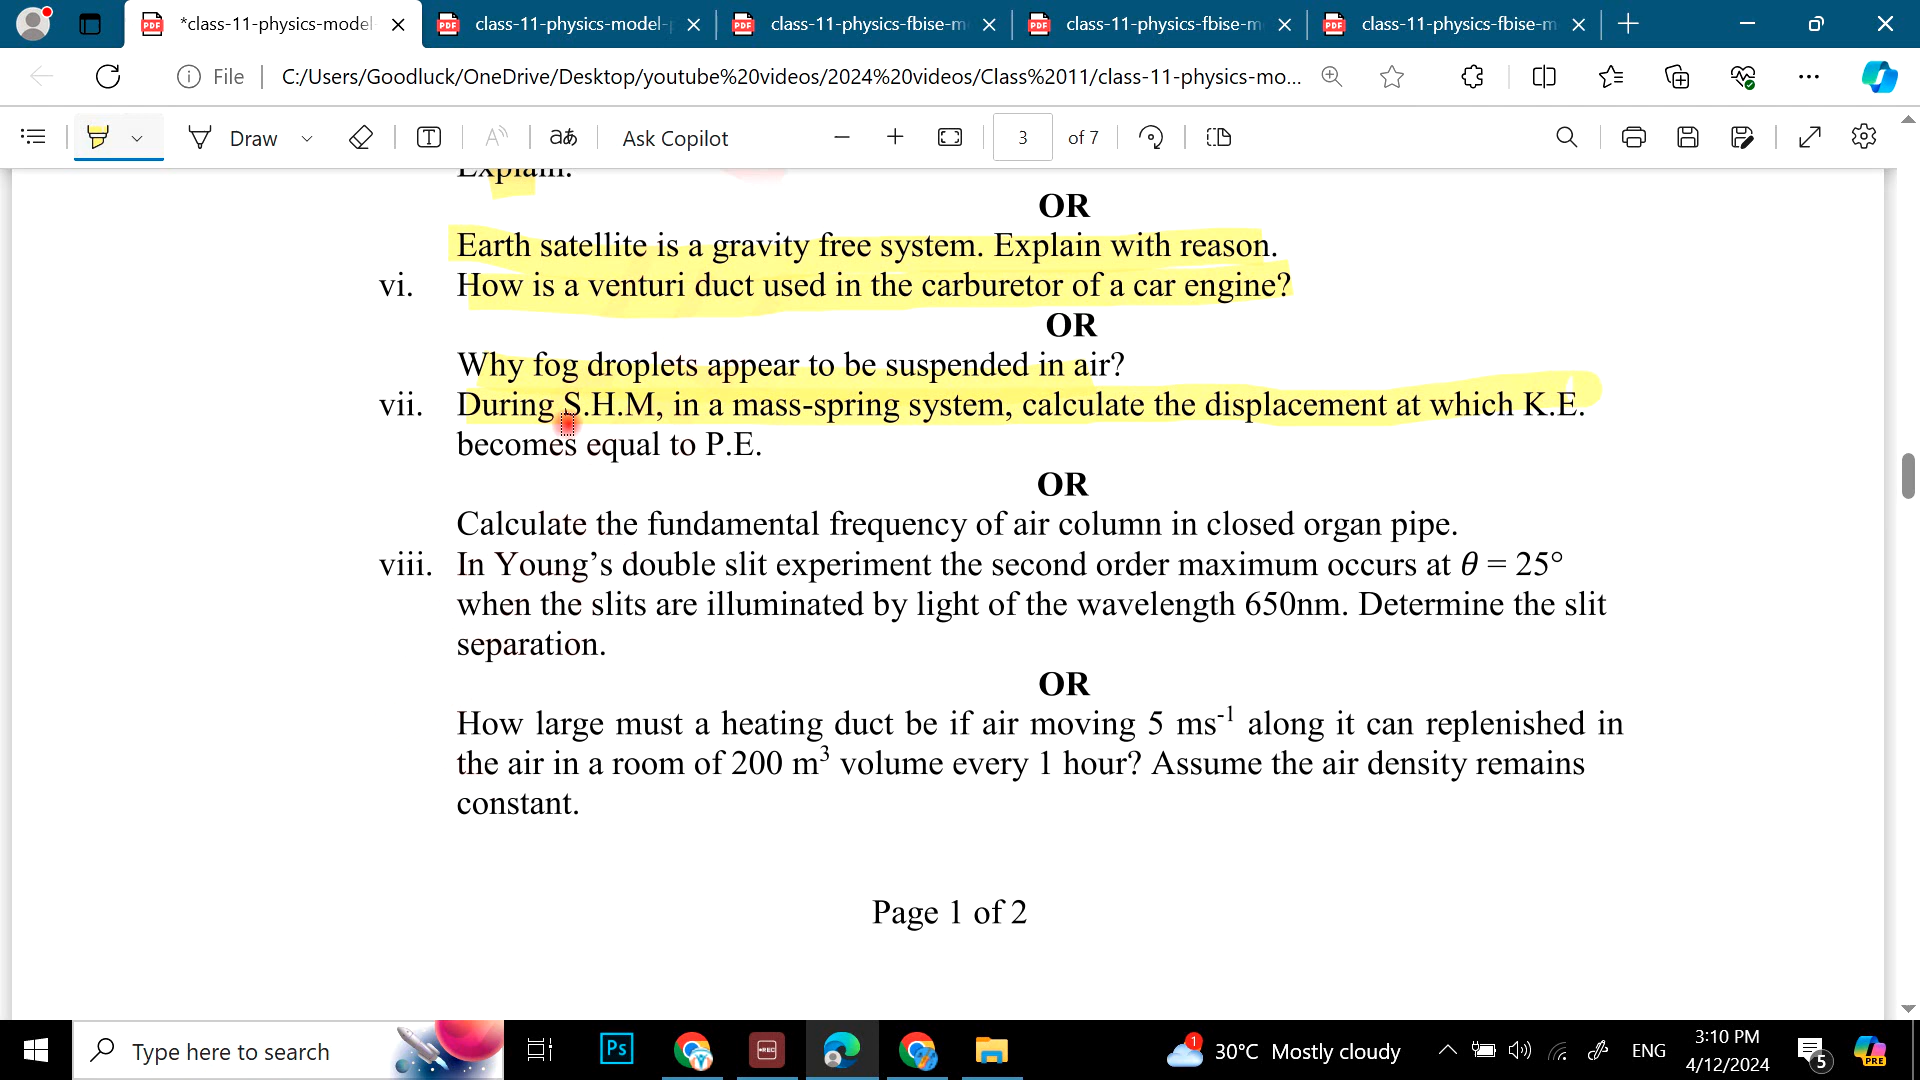 *class-11-physics-model-
class-11-physics-model-p
class-11-physics-fbise-m
class-11-physics-fbise-m
class-11-physics-fbise-m
File
C:/Users/Goodluck/OneDrive/Desktop/youtube%20videos/2024%20videos/Class%2011/class-11-physics-mo...
Draw
Ask Copilot
3
of 7
Explain.
OR
Earth satellite is a gravity free system. Explain with reason.
vi. How is a venturi duct used in the carburetor of a car engine?
OR
Why fog droplets appear to be suspended in air?
vii. During S.H.M, in a mass-spring system, calculate the displacement at which K.E.
becomes equal to P.E.
OR
Calculate the fundamental frequency of air column in closed organ pipe.
viii. In Young’s double slit experiment the second order maximum occurs at θ = 25°
when the slits are illuminated by light of the wavelength 650nm. Determine the slit
separation.
OR
How large must a heating duct be if air moving 5 ms⁻¹ along it can replenished in
the air in a room of 200 m³ volume every 1 hour? Assume the air density remains
constant.
Page 1 of 2
Type here to search
Ps
REC
1
30°C Mostly cloudy
ENG
3:10 PM
4/12/2024
5
PRE